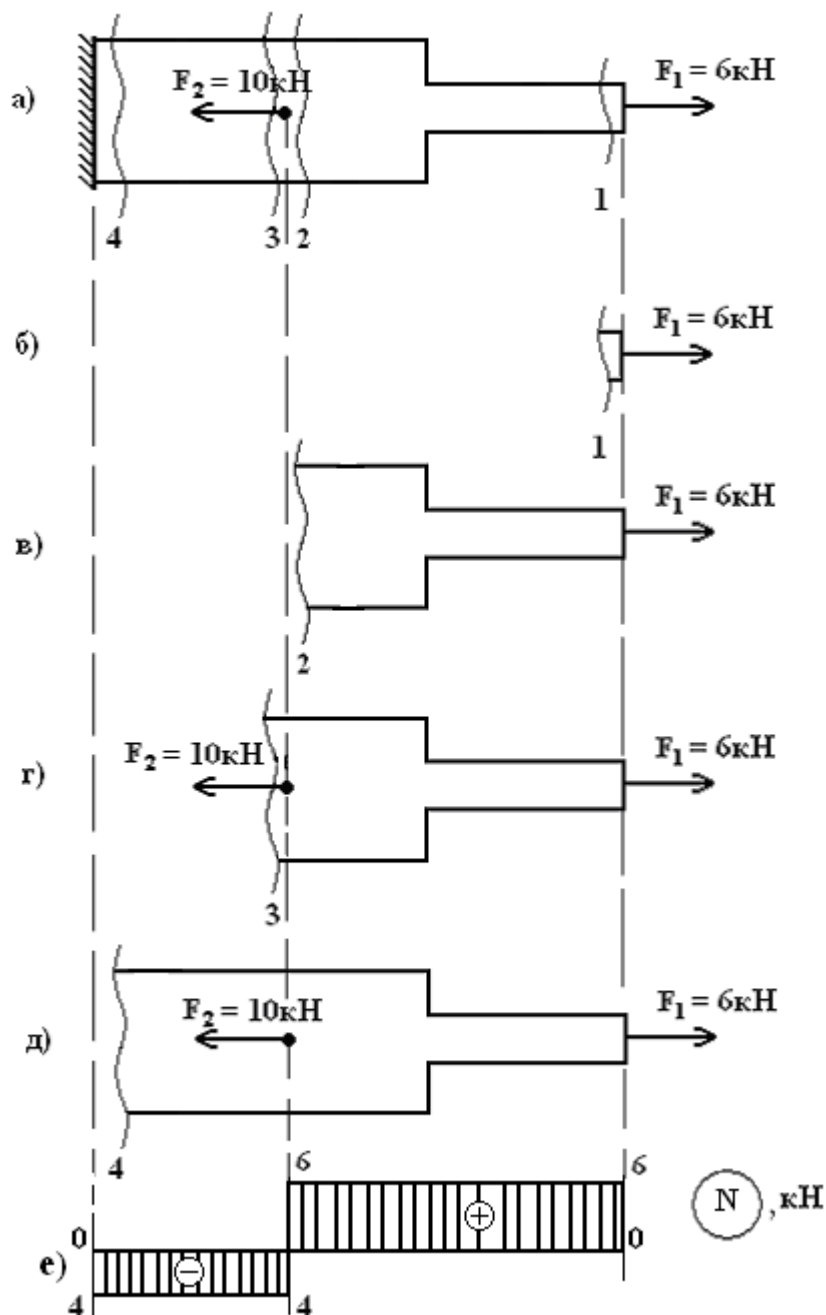 а)
F₂ = 10кН
F₁ = 6кН
4
3
2
1
б)
F₁ = 6кН
1
в)
F₁ = 6кН
2
г)
F₂ = 10кН
F₁ = 6кН
3
д)
F₂ = 10кН
F₁ = 6кН
4
6
6
+
N , кН
0
0
е)
−
4
4